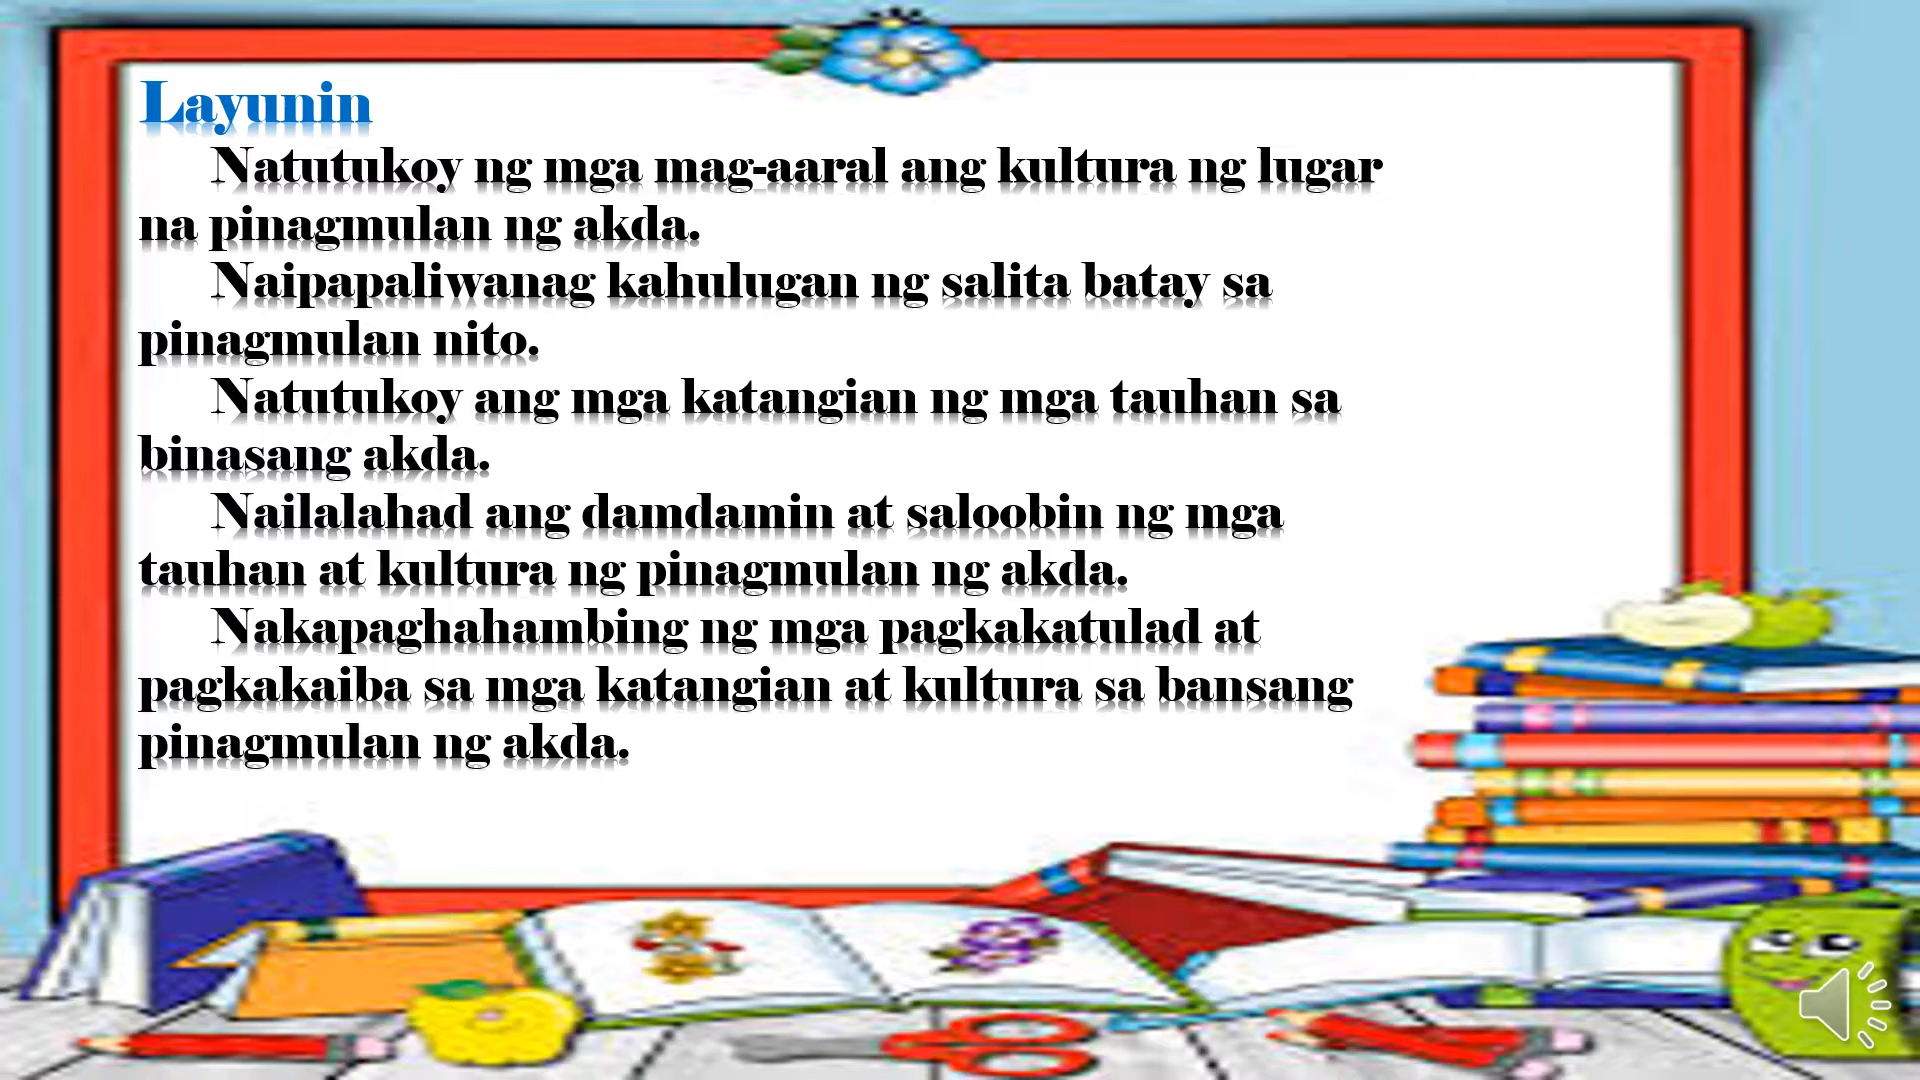 Layunin
Natutukoy ng mga mag-aaral ang kultura ng lugar
na pinagmulan ng akda.
Naipapaliwanag kahulugan ng salita batay sa
pinagmulan nito.
Natutukoy ang mga katangian ng mga tauhan sa
binasang akda.
Nailalahad ang damdamin at saloobin ng mga
tauhan at kultura ng pinagmulan ng akda.
Nakapaghahambing ng mga pagkakatulad at
pagkakaiba sa mga katangian at kultura sa bansang
pinagmulan ng akda.